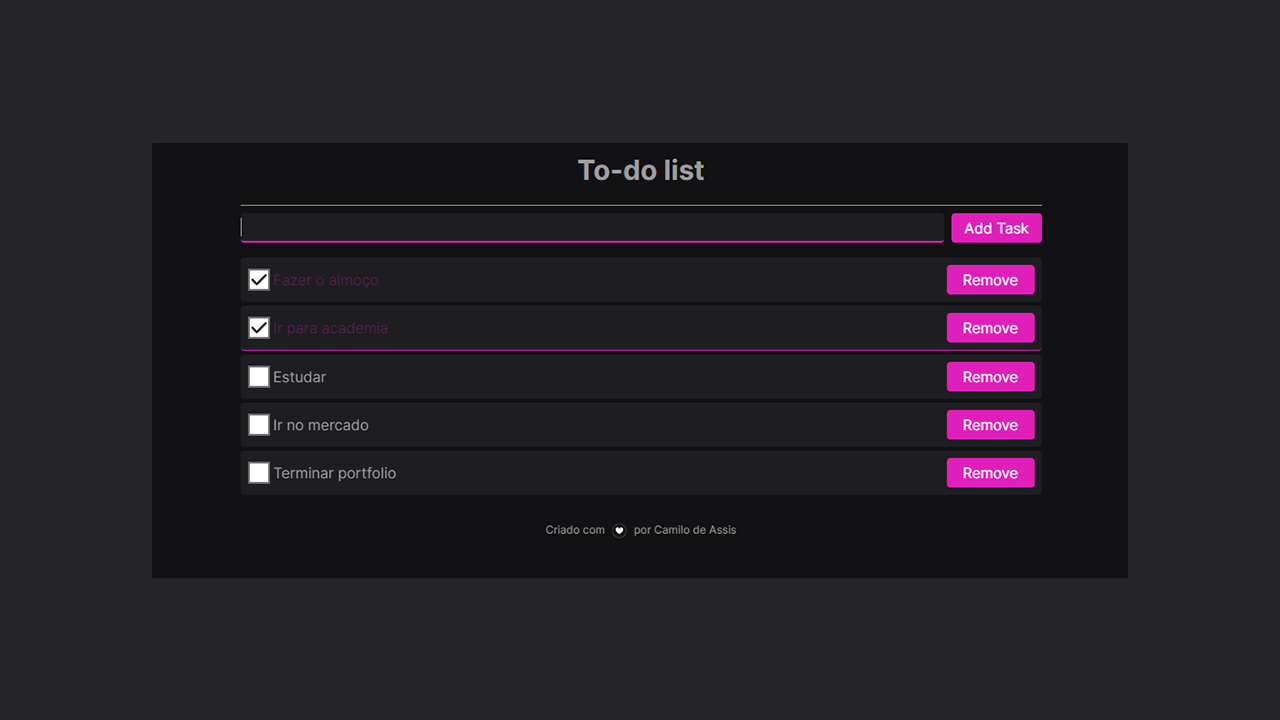 To-do list
Add Task
Fazer o almoço Remove
Ir para academia Remove
Estudar Remove
Ir no mercado Remove
Terminar portfolio Remove
Criado com por Camilo de Assis